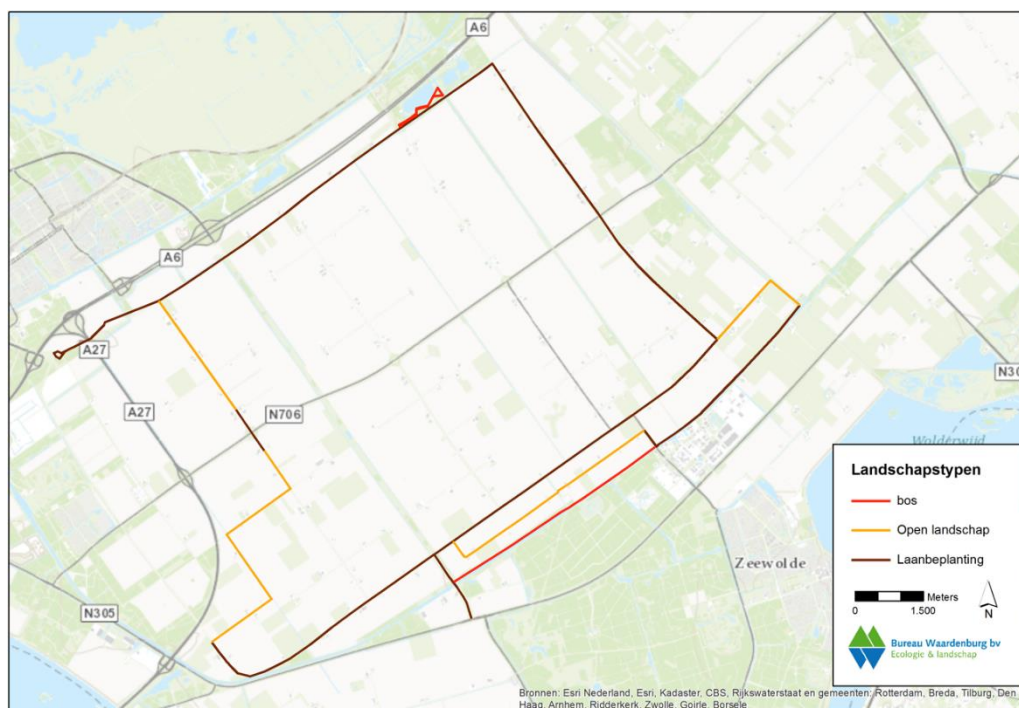 A6
A6
A27
A27
N706
N305
N30
Wolderwijd
Zeewolde
Landschapstypen
bos
Open landschap
Laanbeplanting
Meters
0 1.500
N
Bureau Waardenburg bv
Ecologie & landschap
Bronnen: Esri Nederland, Esri, Kadaster, CBS, Rijkswaterstaat en gemeenten: Rotterdam, Breda, Tilburg, Den
Haag, Arnhem, Ridderkerk, Zwolle, Goirle, Borsele